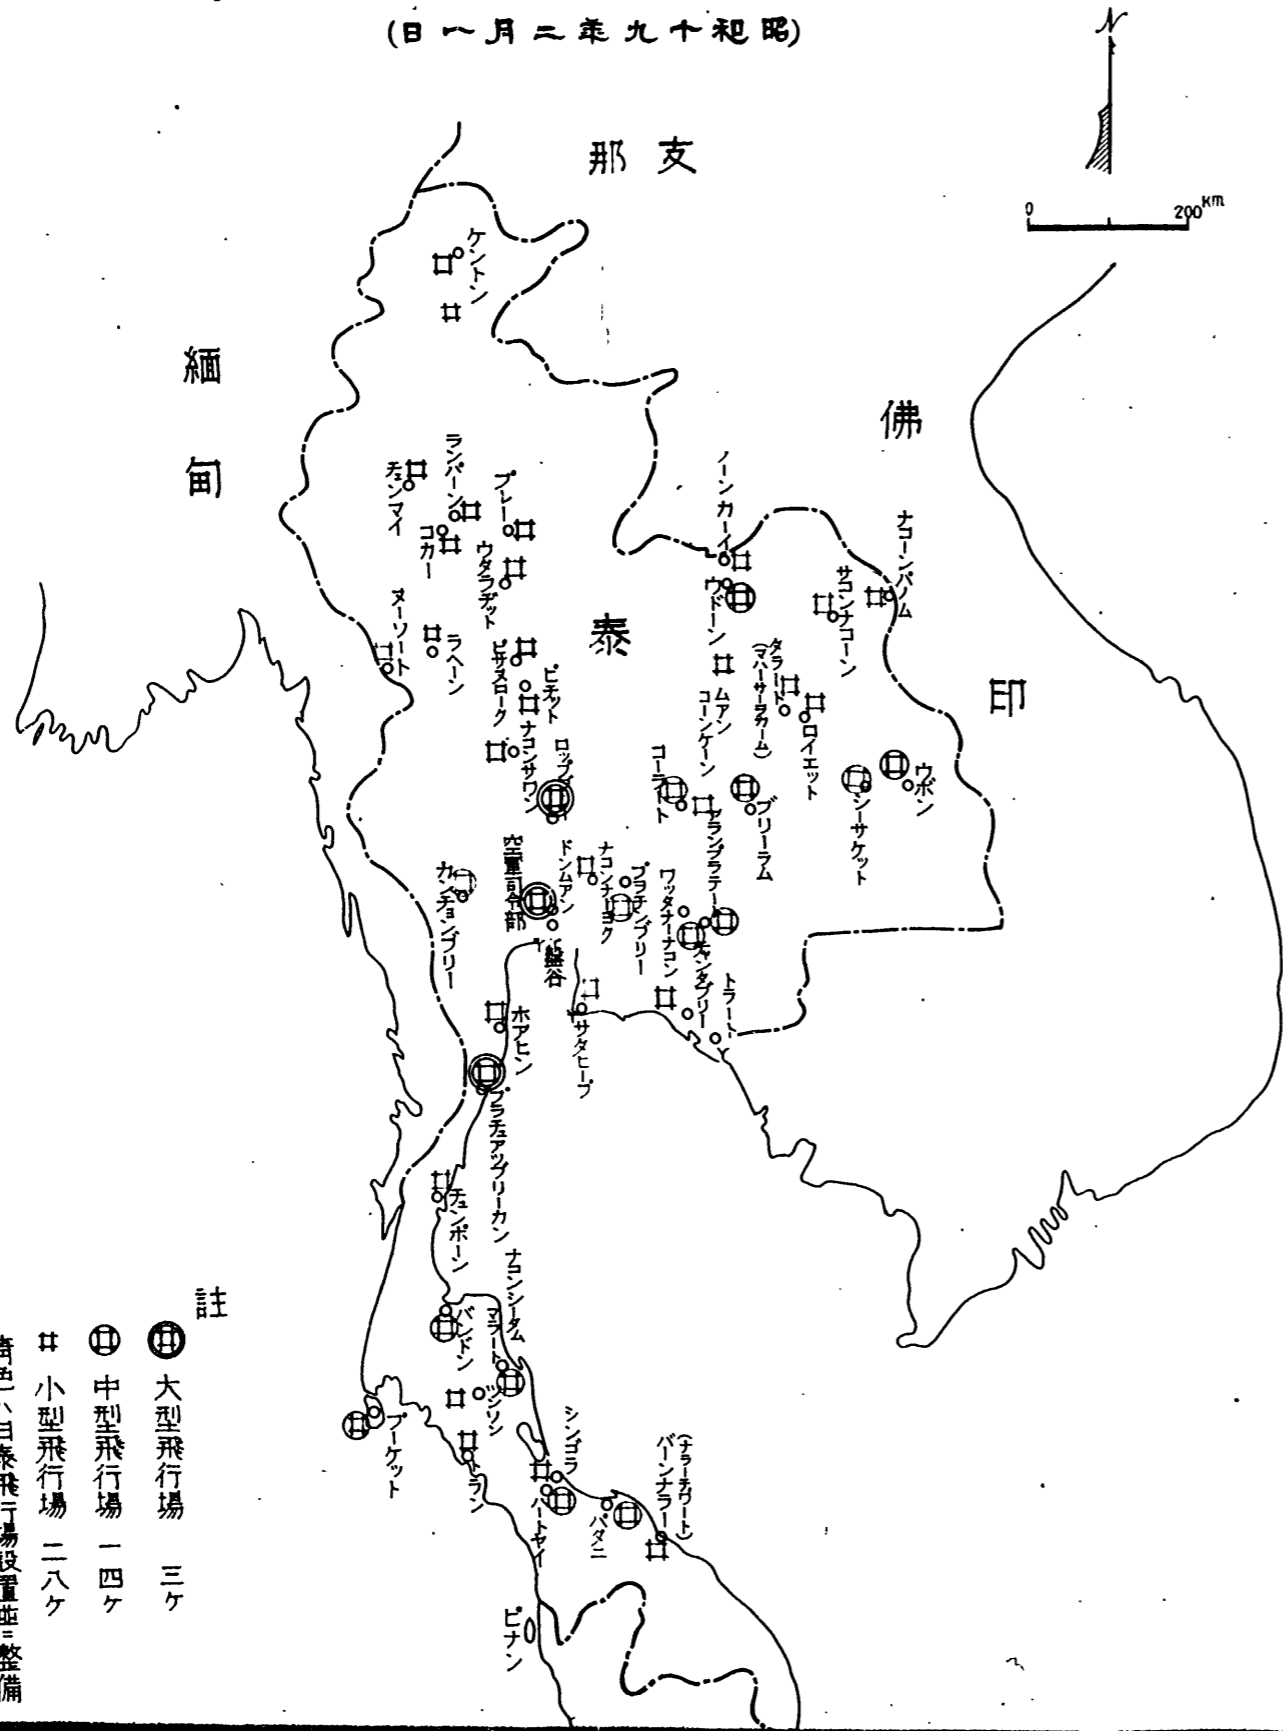 (昭和十九年二月一日)
N
0 200km
支那
緬甸
佛印
泰
ケントン
チェンマイ
ランパーン
コカー
プレー
ウタラヂット
メーソート
ラヘーン
ピサヌローク
ピチット
ナコンサワン
ノーンカーイ
ウドーン
サコンナコーン
ナコーンパノム
ムアン
コーンケーン
タラード
(マハーサーラカーム)
ロイエット
コーラート
ブリーラム
シーサケット
ウボン
カンチョンブリー
空軍司令部
ドンムアン
盤谷
ナコンナヨク
プラチンブリー
ワッタナーナコン
アランプラテート
チャンタブリー
トラート
サタヒープ
ホアヒン
プラチュアップリーカン
チュンポーン
バンドン
ナコンシータム
マラート
プーケット
トラン
シンゴラ
ハートヤイ
パタニ
バーンナラー
(ナラーチワート)
ピナン
註
大型飛行場 三ケ
中型飛行場 一四ケ
小型飛行場 二八ケ